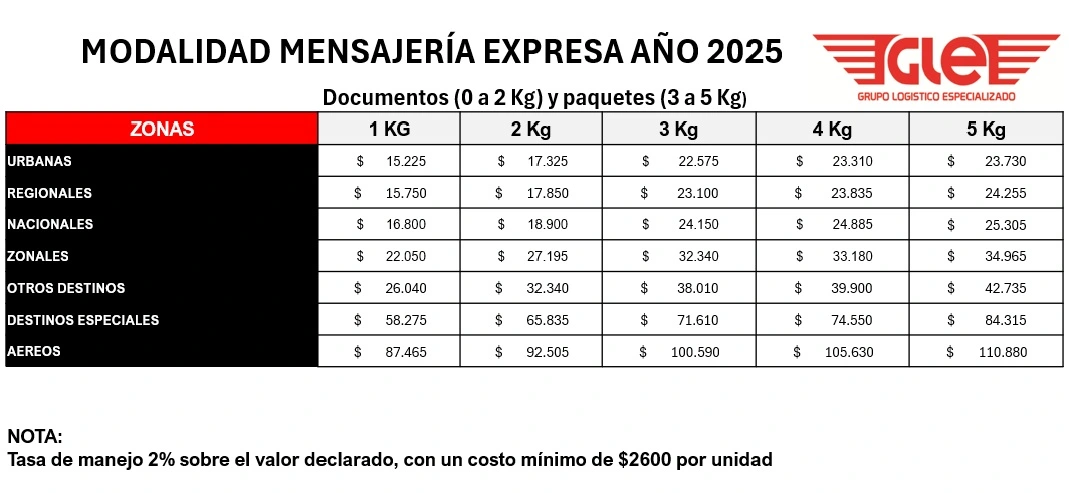 MODALIDAD MENSAJERÍA EXPRESA AÑO 2025
GLE
GRUPO LOGISTICO ESPECIALIZADO
Documentos (0 a 2 Kg) y paquetes (3 a 5 Kg)
ZONAS 1 KG 2 Kg 3 Kg 4 Kg 5 Kg
URBANAS $ 15.225 $ 17.325 $ 22.575 $ 23.310 $ 23.730
REGIONALES $ 15.750 $ 17.850 $ 23.100 $ 23.835 $ 24.255
NACIONALES $ 16.800 $ 18.900 $ 24.150 $ 24.885 $ 25.305
ZONALES $ 22.050 $ 27.195 $ 32.340 $ 33.180 $ 34.965
OTROS DESTINOS $ 26.040 $ 32.340 $ 38.010 $ 39.900 $ 42.735
DESTINOS ESPECIALES $ 58.275 $ 65.835 $ 71.610 $ 74.550 $ 84.315
AEREOS $ 87.465 $ 92.505 $ 100.590 $ 105.630 $ 110.880
NOTA:
Tasa de manejo 2% sobre el valor declarado, con un costo mínimo de $2600 por unidad